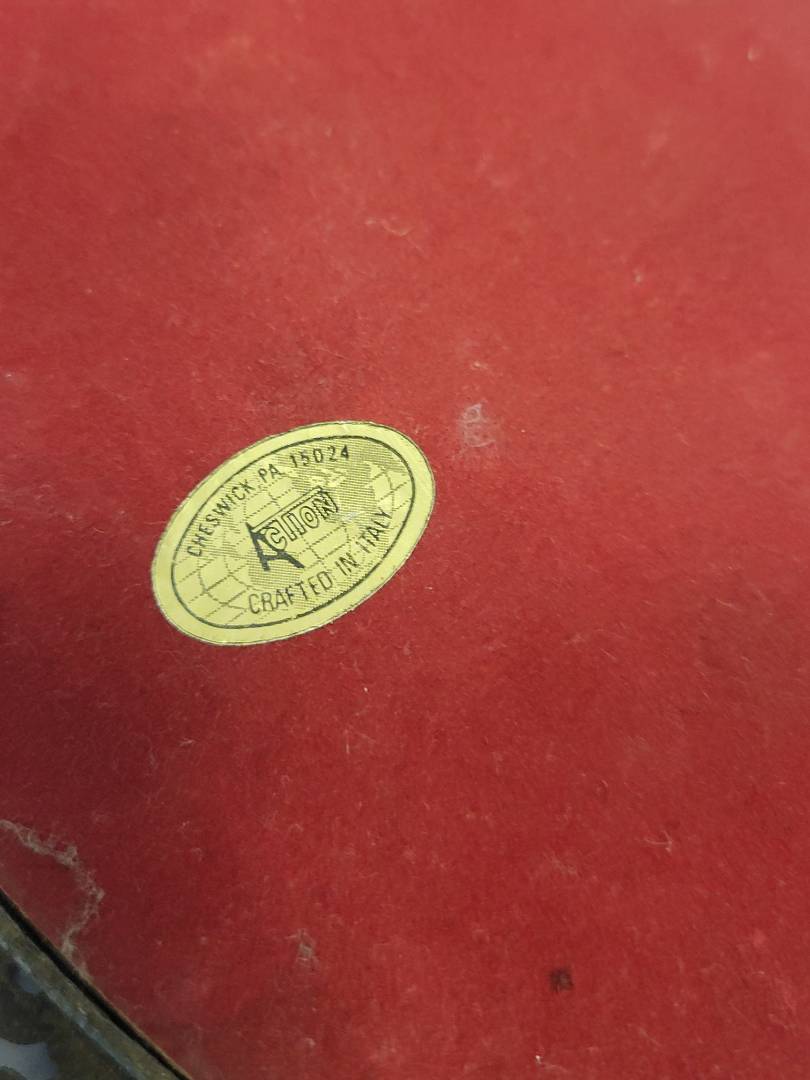 CHESWICK PA 15024
ACTION
CRAFTED IN ITALY